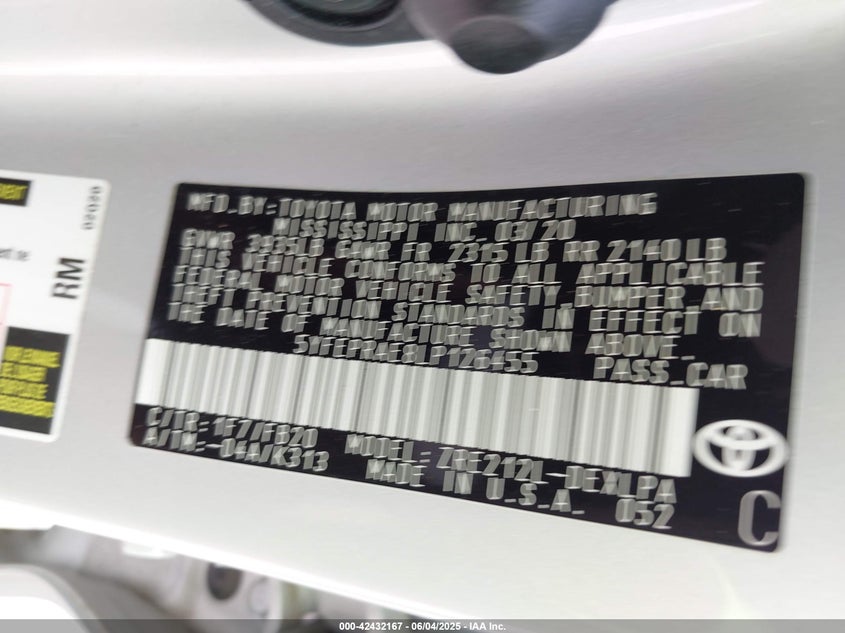 MFD. BY: TOYOTA MOTOR MANUFACTURING
MISSISSIPPI INC. 03/20
GVWR 3835LB GAWR FR 2315 LB RR 2140 LB
THIS VEHICLE CONFORMS TO ALL APPLICABLE
FEDERAL MOTOR VEHICLE SAFETY, BUMPER AND
THEFT PREVENTION STANDARDS IN EFFECT ON
THE DATE OF MANUFACTURE SHOWN ABOVE.
5YFEPRAE8LP126455 PASS. CAR
C/TR: 1F7/FB20 MODEL: ZRE212L-DEXLPA
A/TM: -04A/K313 MADE IN U.S.A. 052
C
RM
02020
000-42432167 - 06/04/2025 - IAA Inc.